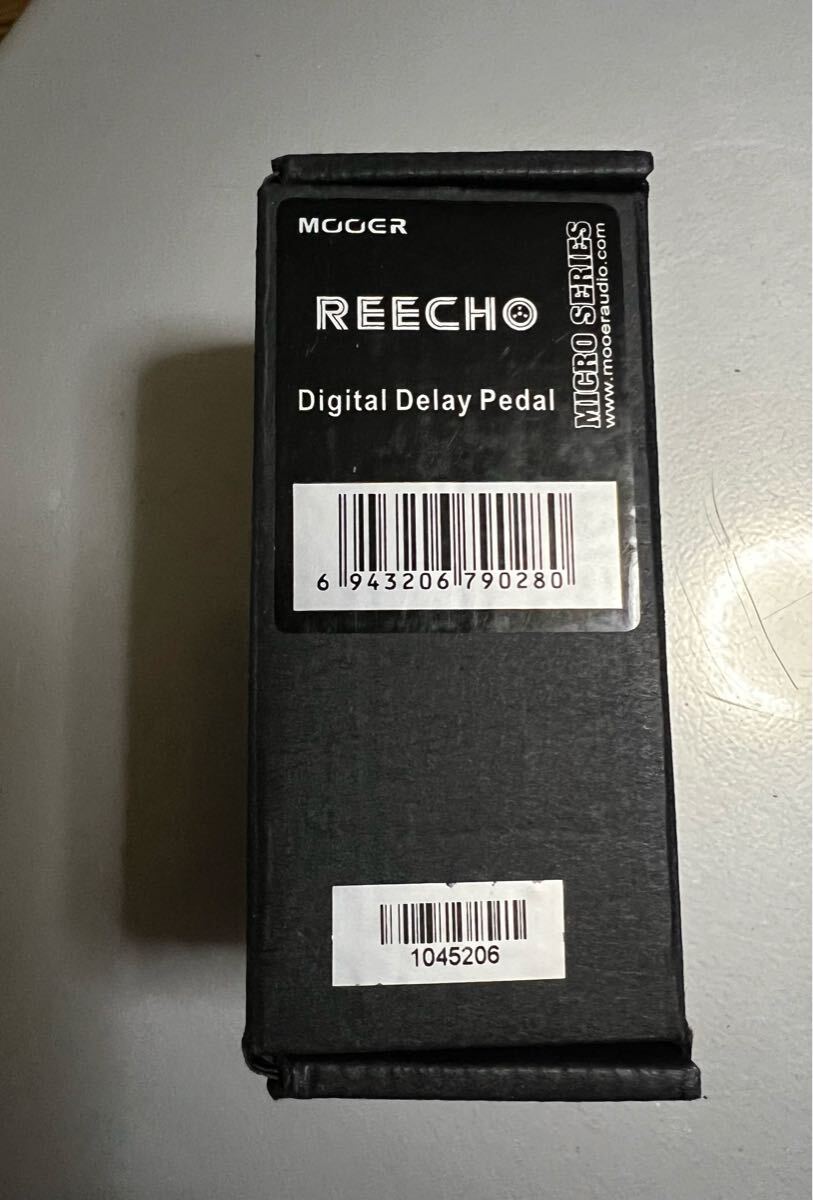 MOOER
REECHO
Digital Delay Pedal
MICRO SERIES
www.mooeraudio.com
6 943206 790280
1045206